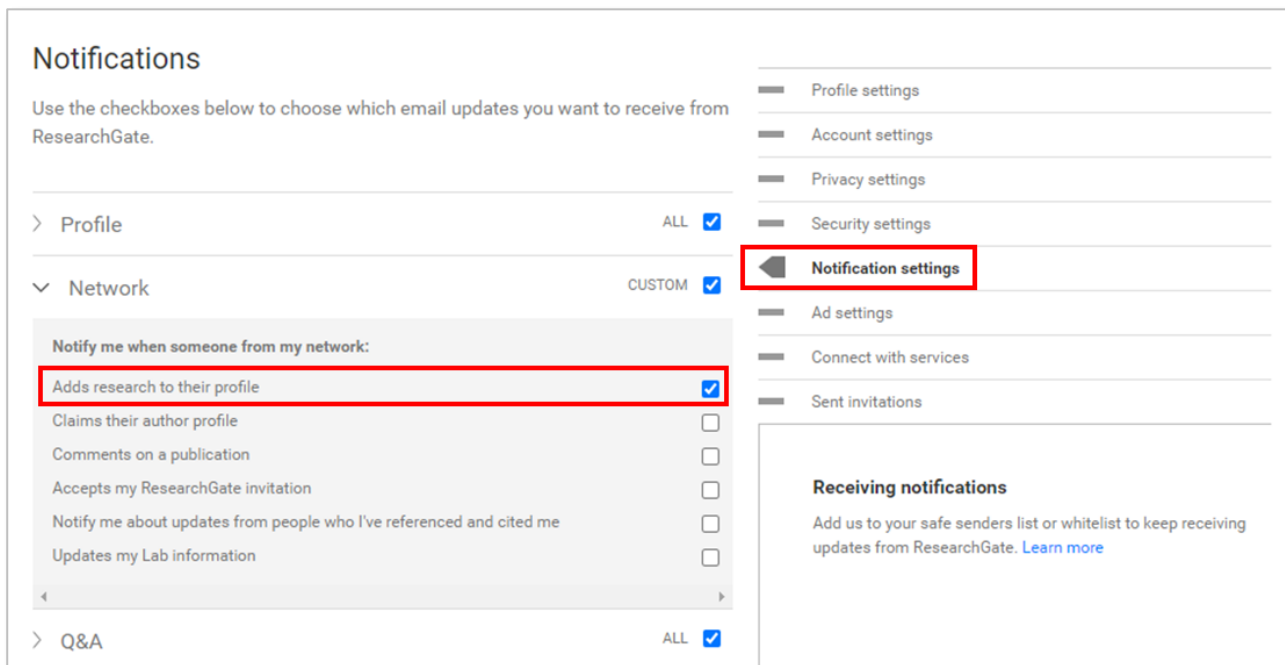 Notifications
Use the checkboxes below to choose which email updates you want to receive from
ResearchGate.
Profile
ALL
Network
CUSTOM
Notify me when someone from my network:
Adds research to their profile
Claims their author profile
Comments on a publication
Accepts my ResearchGate invitation
Notify me about updates from people who I've referenced and cited me
Updates my Lab information
Q&A
ALL
Profile settings
Account settings
Privacy settings
Security settings
Notification settings
Ad settings
Connect with services
Sent invitations
Receiving notifications
Add us to your safe senders list or whitelist to keep receiving
updates from ResearchGate. Learn more